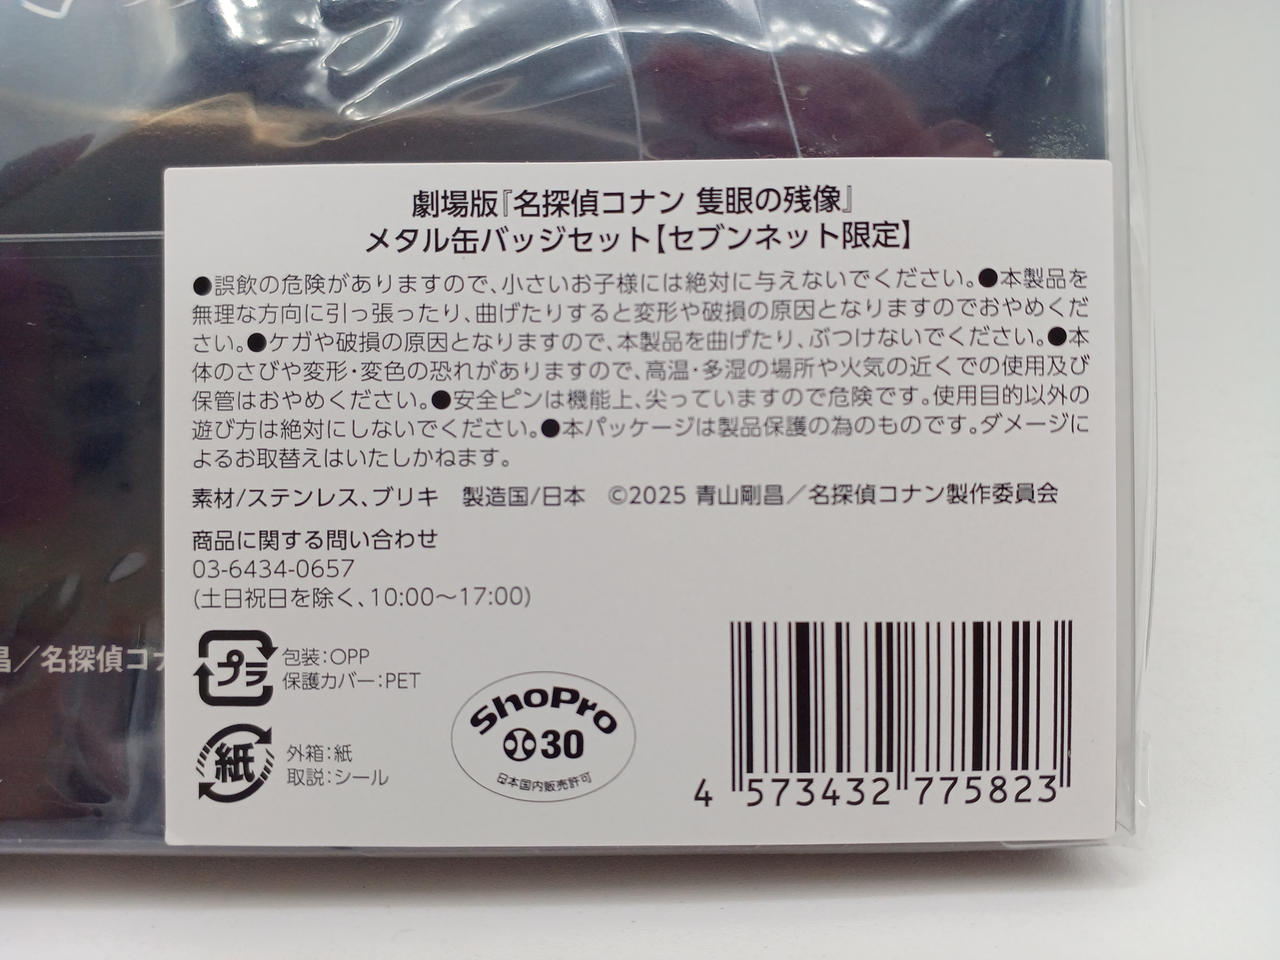 劇場版『名探偵コナン 隻眼の残像』
メタル缶バッジセット【セブンネット限定】
●誤飲の危険がありますので、小さいお子様には絶対に与えないでください。●本製品を
無理な方向に引っ張ったり、曲げたりすると変形や破損の原因となりますのでおやめくだ
さい。●ケガや破損の原因となりますので、本製品を曲げたり、ぶつけないでください。●本
体のさびや変形・変色の恐れがありますので、高温・多湿の場所や火気の近くでの使用及び
保管はおやめください。●安全ピンは機能上、尖っていますので危険です。使用目的以外の
遊び方は絶対にしないでください。●本パッケージは製品保護の為のものです。ダメージに
よるお取替えはいたしかねます。
素材/ステンレス、ブリキ　製造国/日本　©2025 青山剛昌／名探偵コナン製作委員会
商品に関する問い合わせ
03-6434-0657
(土日祝日を除く、10:00～17:00)
昌／名探偵コナ
プラ
包装：OPP
保護カバー：PET
紙
外箱：紙
取説：シール
ShoPro
30
日本国内販売許可
4 573432 775823